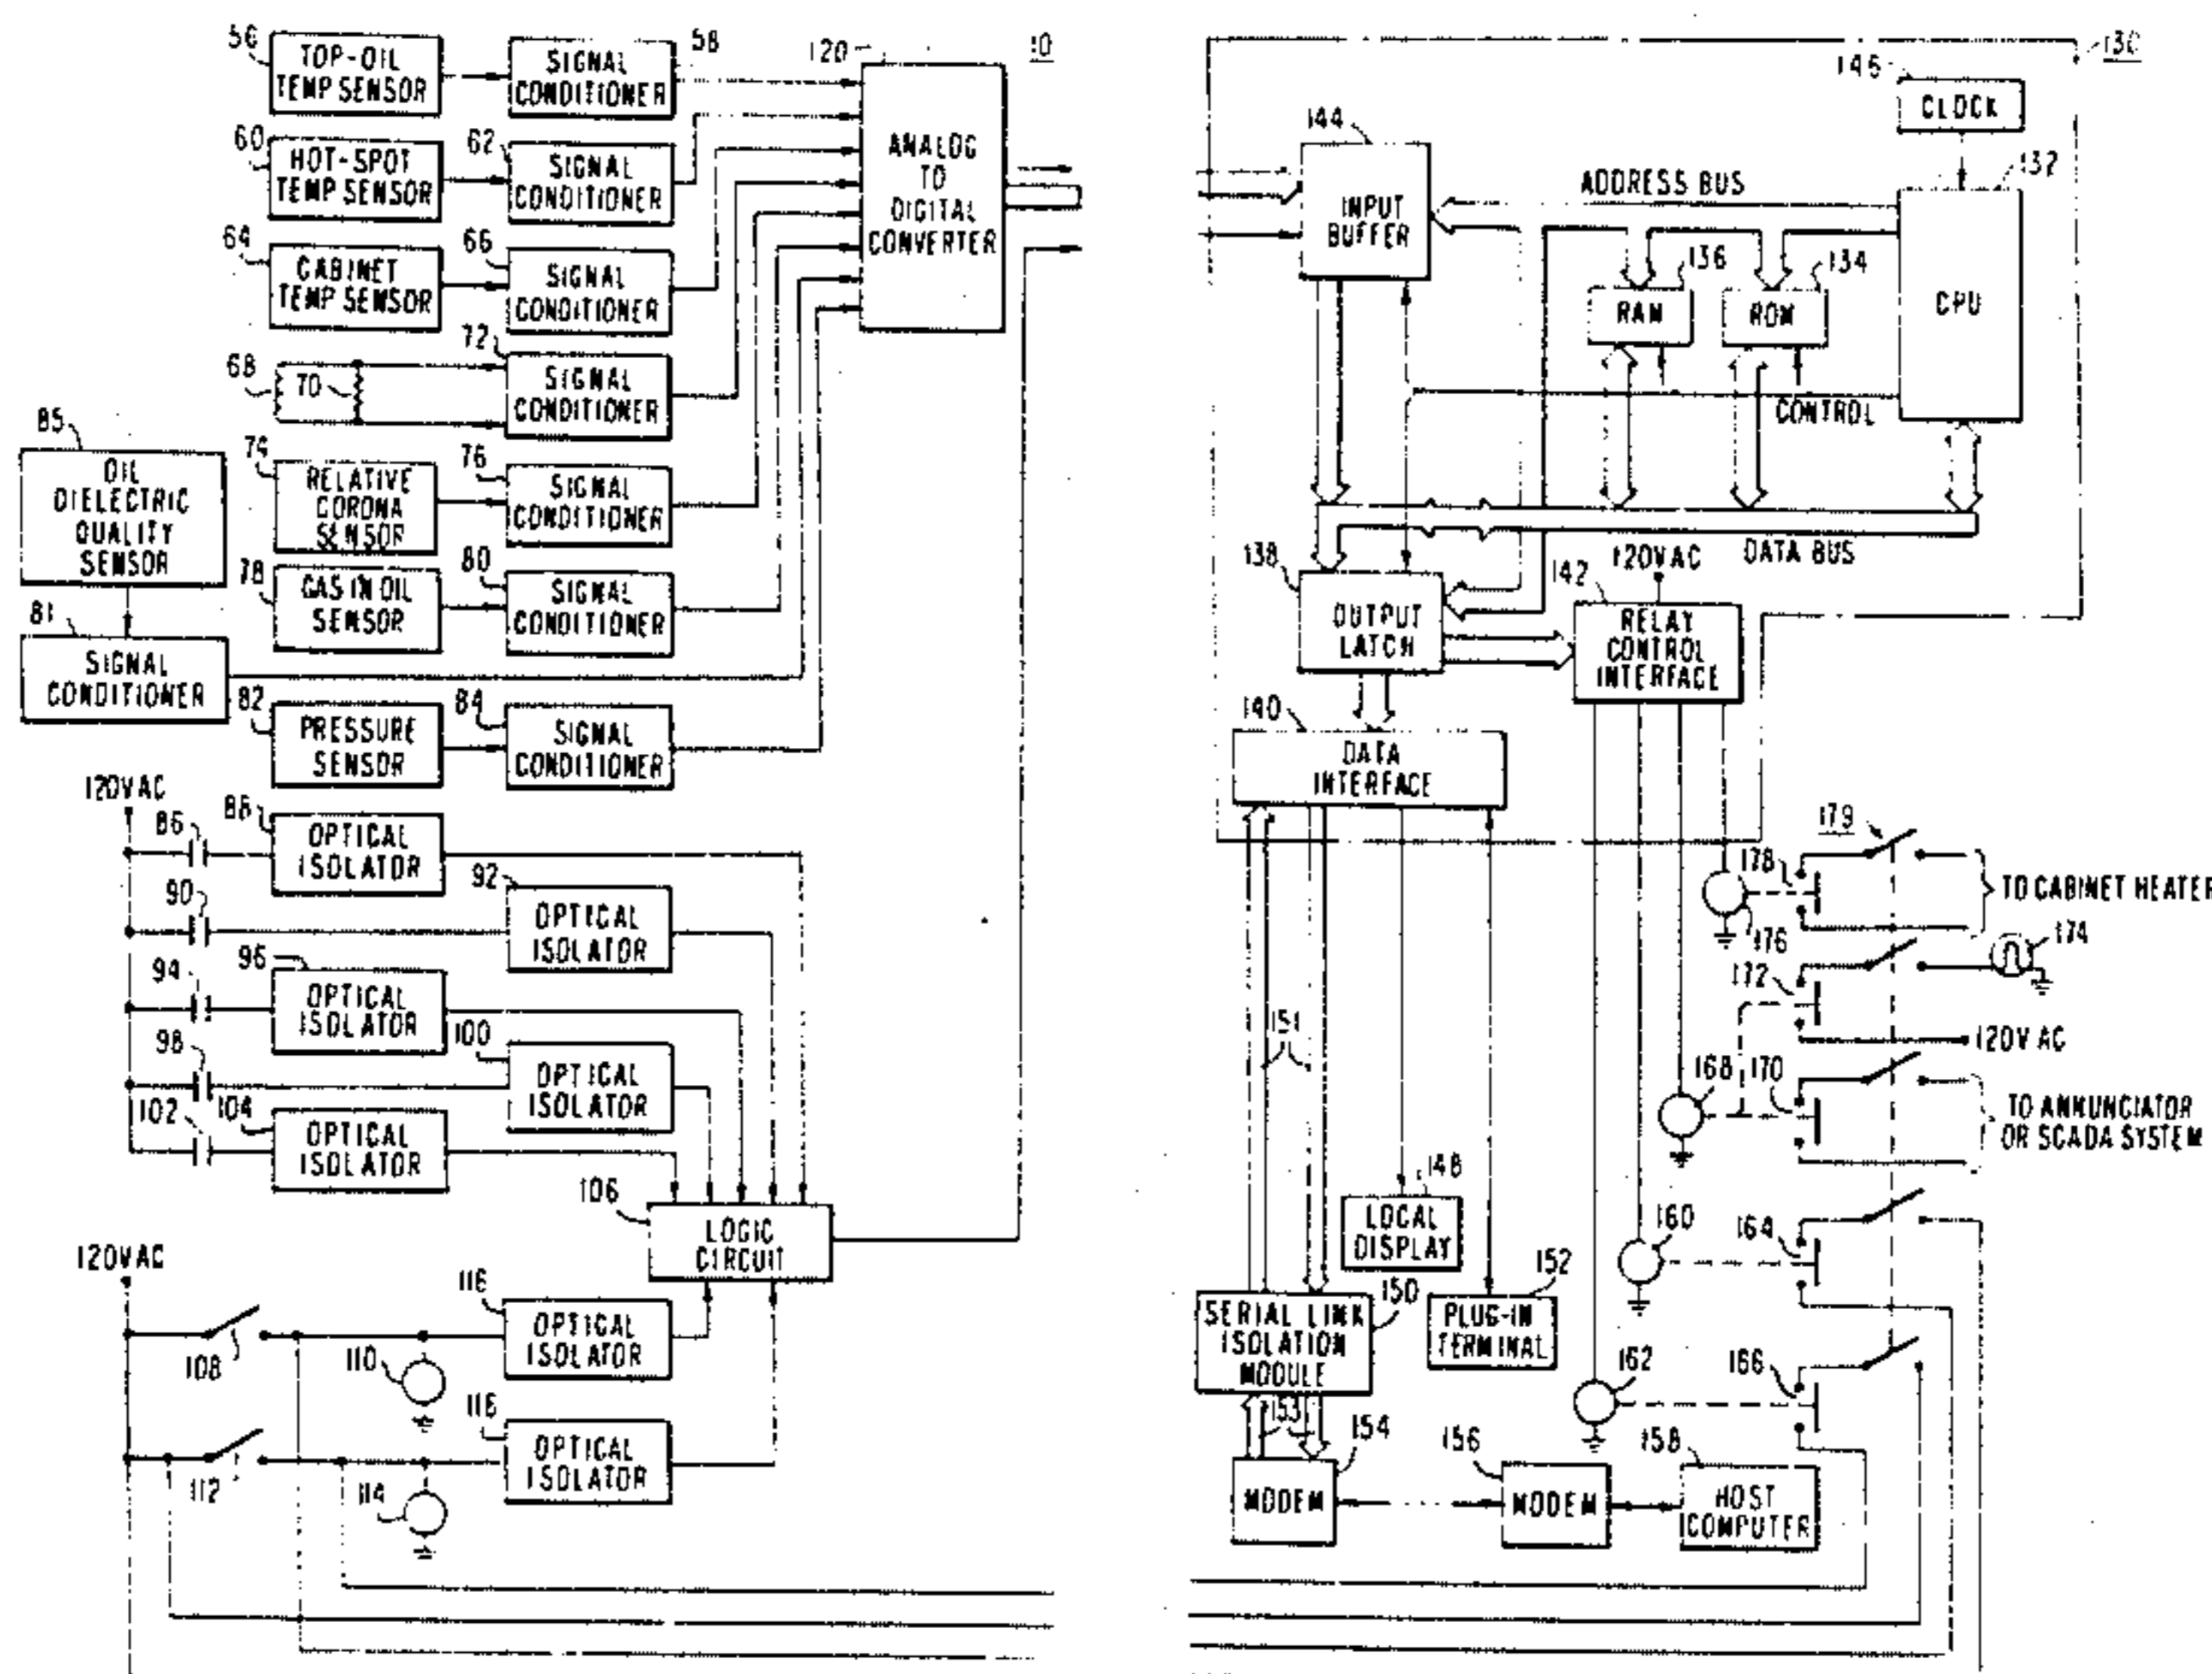 56
TOP-OIL
TEMP SENSOR
SIGNAL
CONDITIONER
58
60
HOT-SPOT
TEMP SENSOR
62
SIGNAL
CONDITIONER
64
CABINET
TEMP SENSOR
66
SIGNAL
CONDITIONER
68
70
72
SIGNAL
CONDITIONER
85
OIL
DIELECTRIC
QUALITY
SENSOR
74
RELATIVE
CORONA
SENSOR
76
SIGNAL
CONDITIONER
78
GAS IN OIL
SENSOR
80
SIGNAL
CONDITIONER
81
SIGNAL
CONDITIONER
82
PRESSURE
SENSOR
84
SIGNAL
CONDITIONER
120
ANALOG
TO
DIGITAL
CONVERTER
10
120VAC
86
88
OPTICAL
ISOLATOR
90
92
OPTICAL
ISOLATOR
94
96
OPTICAL
ISOLATOR
98
100
OPTICAL
ISOLATOR
102
104
OPTICAL
ISOLATOR
106
LOGIC
CIRCUIT
120VAC
108
110
116
OPTICAL
ISOLATOR
112
114
118
OPTICAL
ISOLATOR
130
146
CLOCK
144
INPUT
BUFFER
ADDRESS BUS
132
CPU
136
RAM
134
ROM
CONTROL
DATA BUS
138
OUTPUT
LATCH
120VAC
142
RELAY
CONTROL
INTERFACE
140
DATA
INTERFACE
179
178
176
TO CABINET HEATER
174
172
120V AC
151
168
170
TO ANNUNCIATOR
OR SCADA SYSTEM
148
LOCAL
DISPLAY
160
164
150
SERIAL LINK
ISOLATION
MODULE
152
PLUG-IN
TERMINAL
162
166
153
154
MODEM
156
MODEM
158
HOST
COMPUTER